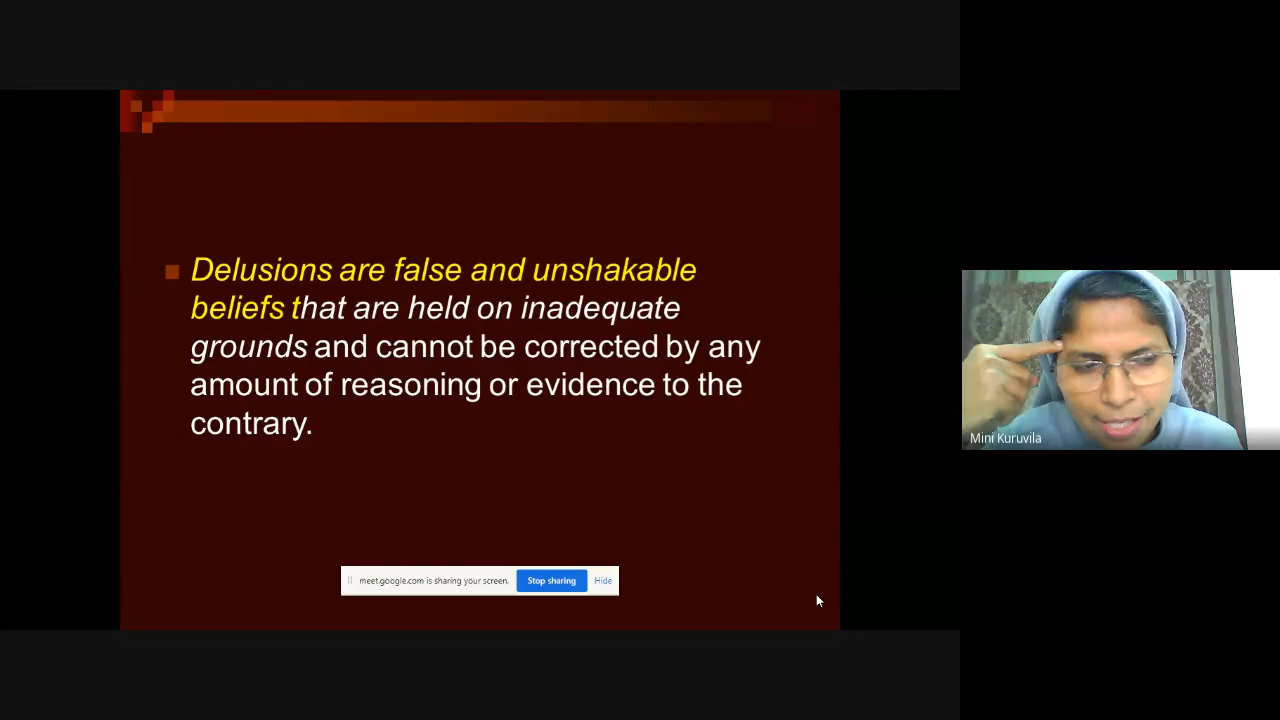 Delusions are false and unshakable
beliefs that are held on inadequate
grounds and cannot be corrected by any
amount of reasoning or evidence to the
contrary.
meet.google.com is sharing your screen. Stop sharing Hide
Mini Kuruvila